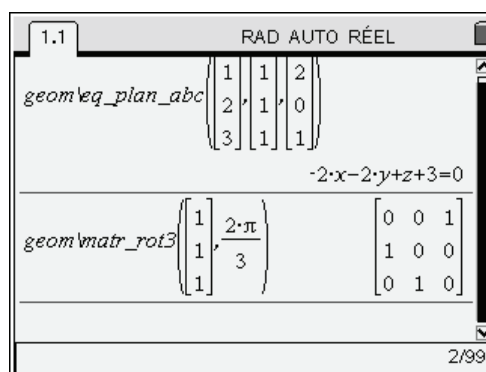 1.1 RAD AUTO RÉEL
geom\eq_plan_abc([1 2 3],[1 1 1],[2 0 1])
-2·x-2·y+z+3=0
geom\matr_rot3([1 1 1],2·π/3)
[0 0 1
1 0 0
0 1 0]
2/99